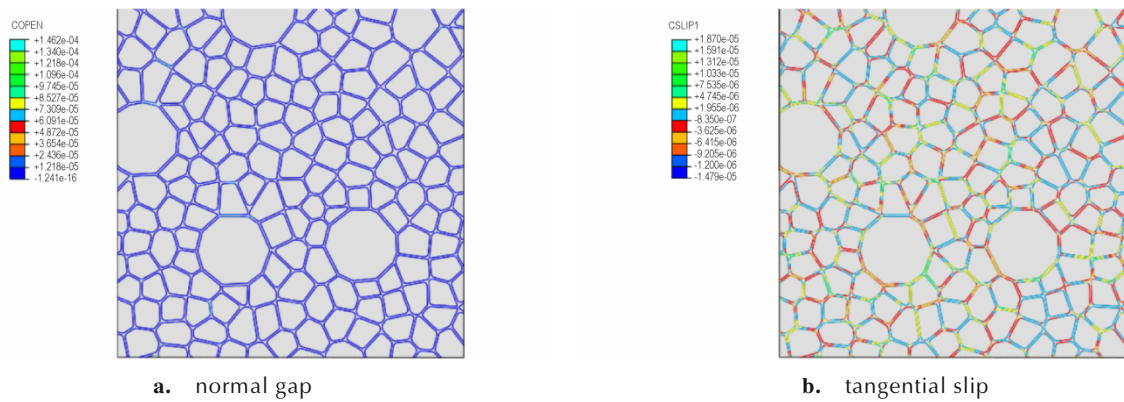 COPEN
+1.462e-04
+1.340e-04
+1.218e-04
+1.096e-04
+9.745e-05
+8.527e-05
+7.309e-05
+6.091e-05
+4.872e-05
+3.654e-05
+2.436e-05
+1.218e-05
-1.241e-16
CSLIP1
+1.870e-05
+1.591e-05
+1.312e-05
+1.033e-05
+7.535e-06
+4.745e-06
+1.955e-06
-8.350e-07
-3.625e-06
-6.415e-06
-9.205e-06
-1.200e-06
-1.479e-05
a. normal gap
b. tangential slip